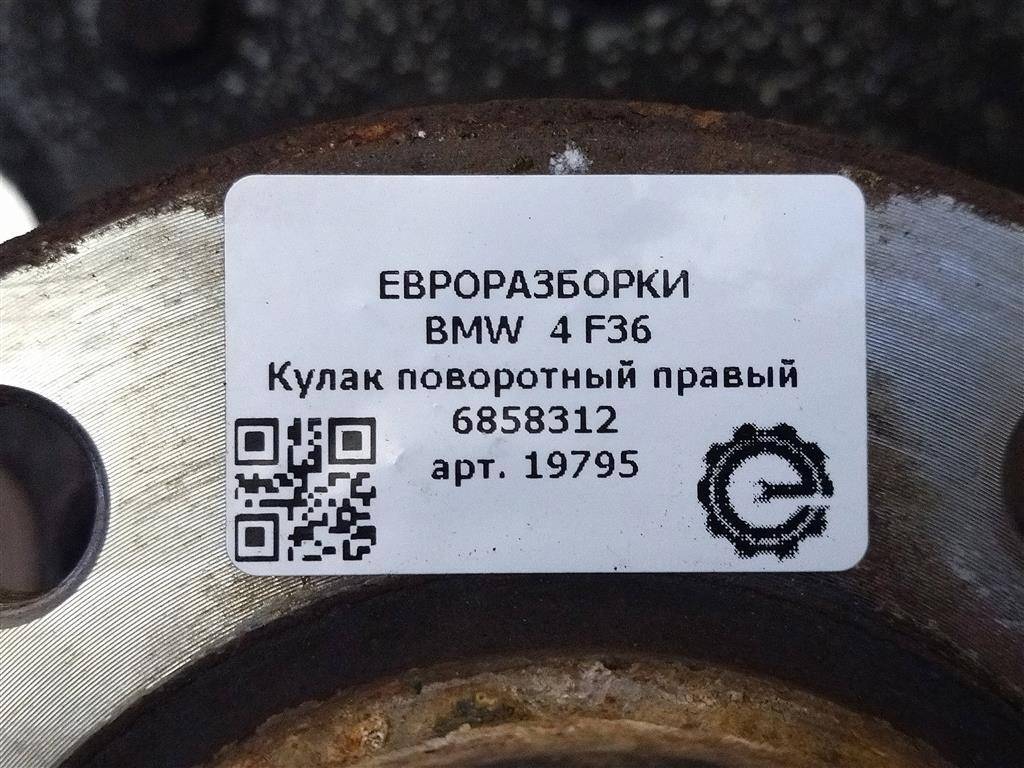 ЕВРОРАЗБОРКИ
BMW 4 F36
Кулак поворотный правый
6858312
арт. 19795